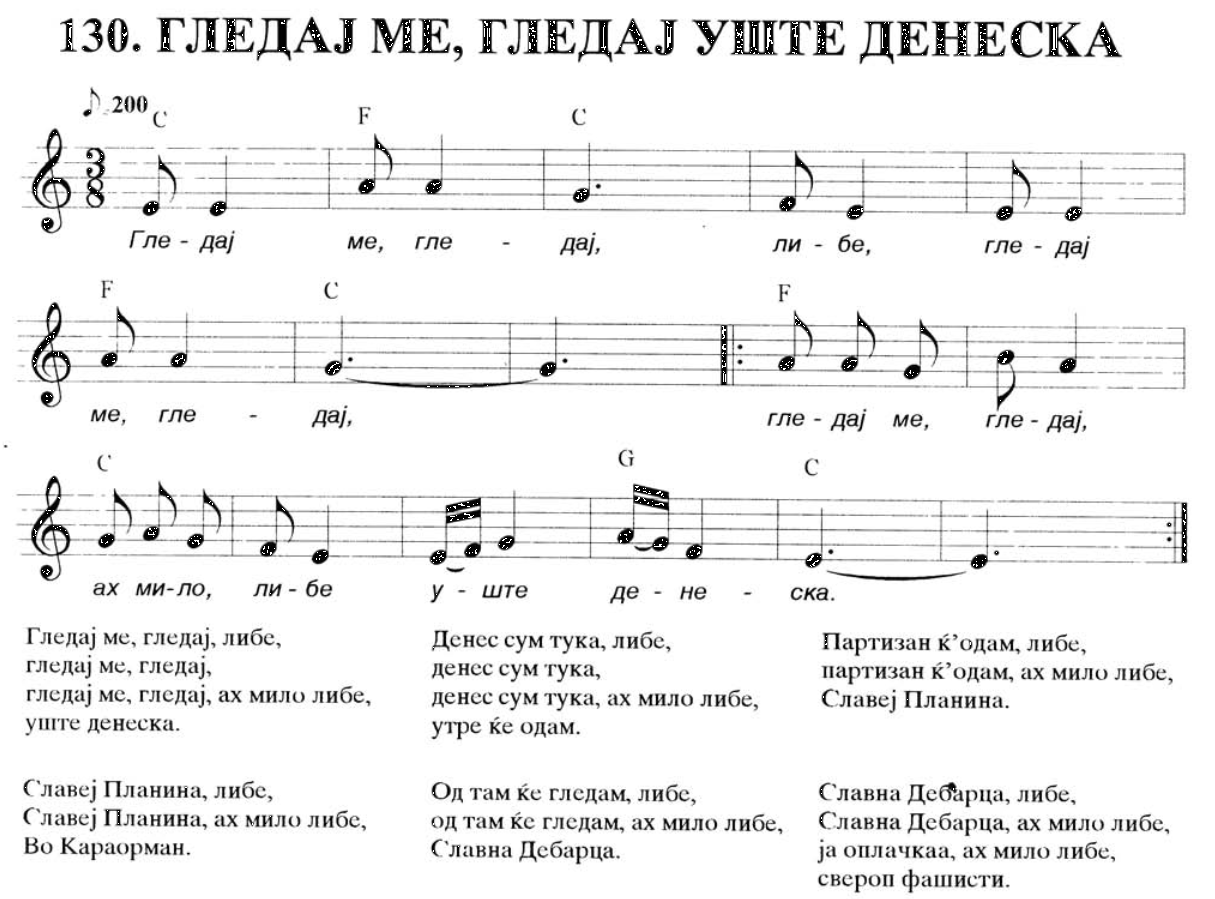 130. ГЛЕДАЈ МЕ, ГЛЕДАЈ УШТЕ ДЕНЕСКА
♪ 200
C F C
3 8
Гле - дај ме, гле - дај, ли - бе, гле - дај
F C F
ме, гле - дај, гле - дај ме, гле - дај,
C G C
ах ми-ло, ли - бе у - ште де - не - ска.
Гледај ме, гледај, либе,
гледај ме, гледај,
гледај ме, гледај, ах мило либе,
уште денеска.
Денес сум тука, либе,
денес сум тука,
денес сум тука, ах мило либе,
утре ќе одам.
Партизан ќ’одам, либе,
партизан ќ’одам, ах мило либе,
Славеј Планина.
Славеј Планина, либе,
Славеј Планина, ах мило либе,
Во Караорман.
Од там ќе гледам, либе,
од там ќе гледам, ах мило либе,
Славна Дебарца.
Славна Дебарца, либе,
Славна Дебарца, ах мило либе,
ја оплачкаа, ах мило либе,
свероп фашисти.